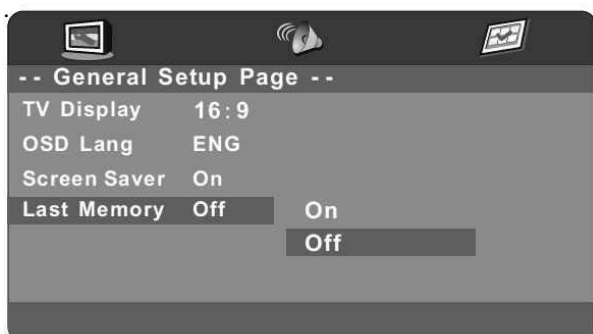 -- General Setup Page --
TV Display 16:9
OSD Lang ENG
Screen Saver On
Last Memory Off On
Off